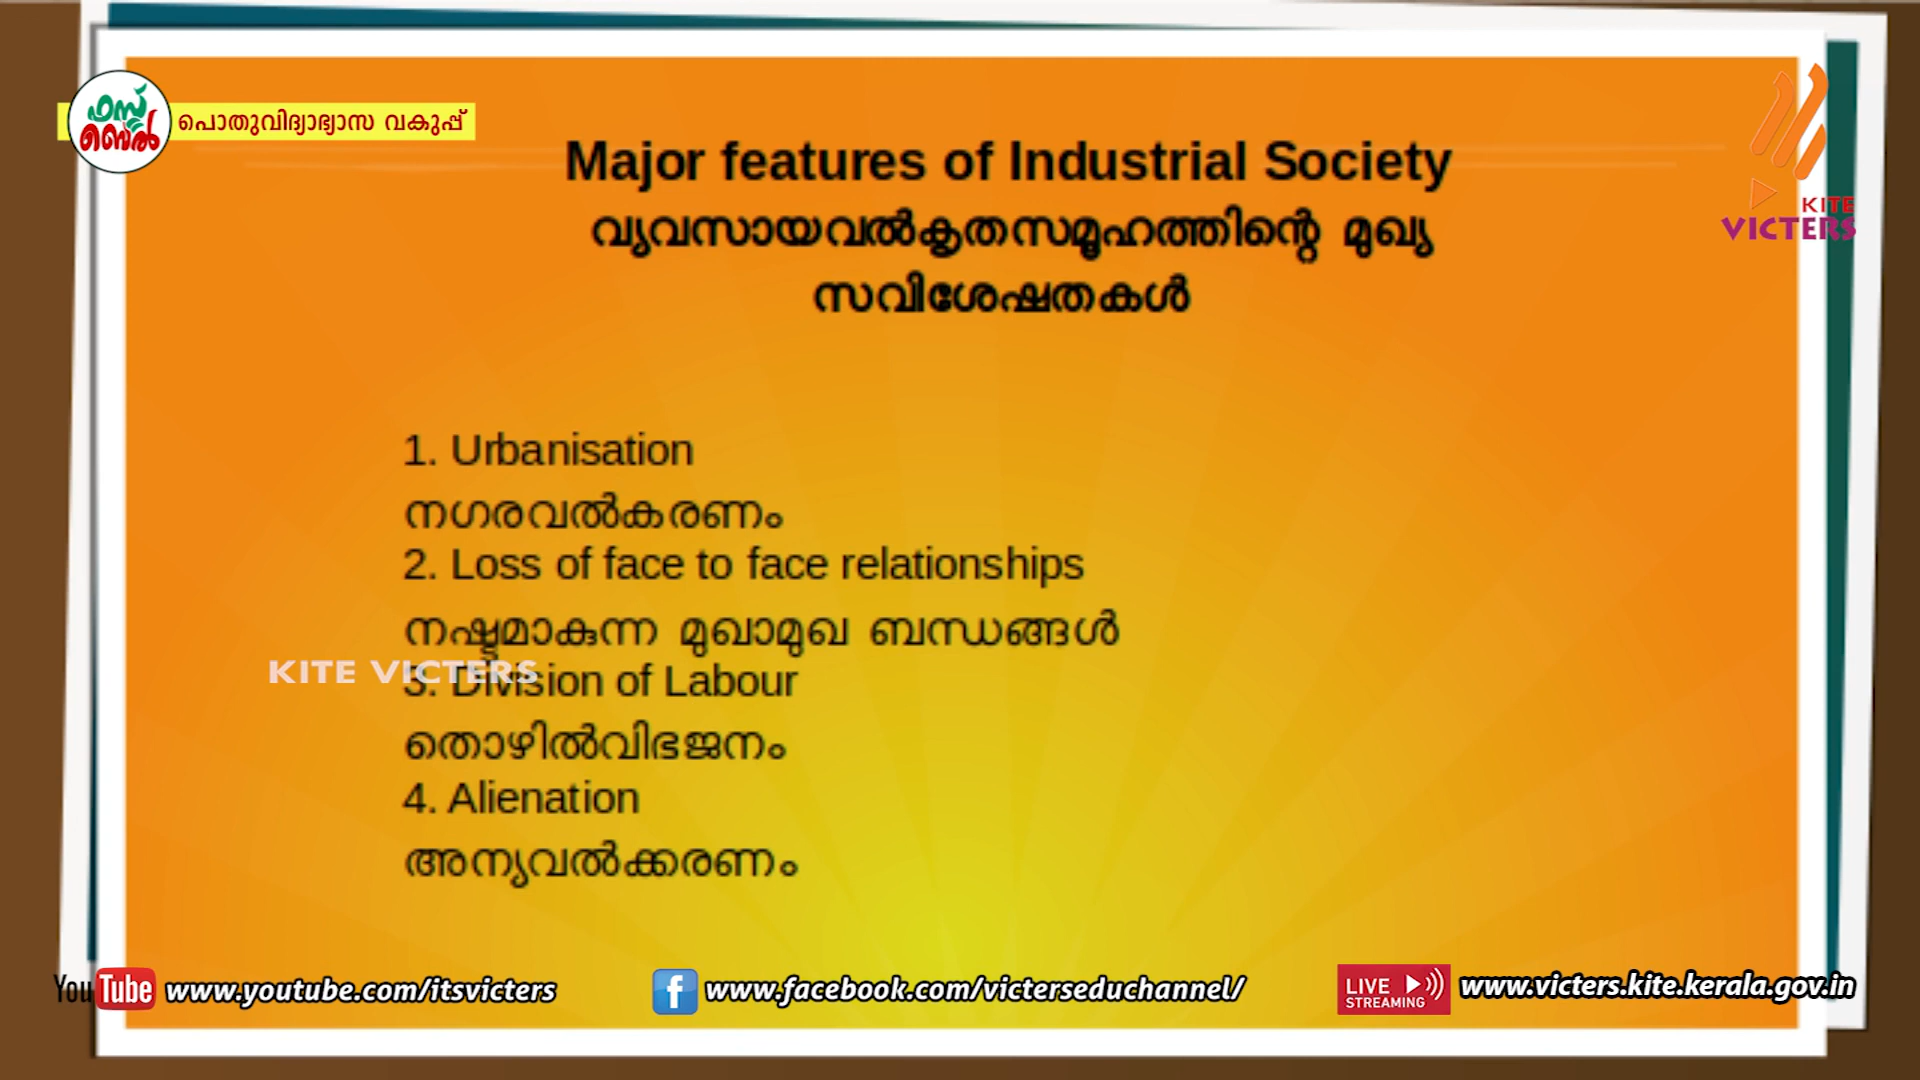 ഫസ്റ്റ്
ബെൽ
പൊതുവിദ്യാഭ്യാസ വകുപ്പ്
KITE
VICTERS
Major features of Industrial Society
വ്യവസായവൽകൃതസമൂഹത്തിന്റെ മുഖ്യ
സവിശേഷതകൾ
1. Urbanisation
നഗരവൽകരണം
2. Loss of face to face relationships
നഷ്ടമാകുന്ന മുഖാമുഖ ബന്ധങ്ങൾ
KITE VICTERS
3. Division of Labour
തൊഴിൽവിഭജനം
4. Alienation
അന്യവൽക്കരണം
YouTube www.youtube.com/itsvicters
f www.facebook.com/victerseduchannel/
LIVE STREAMING www.victers.kite.kerala.gov.in